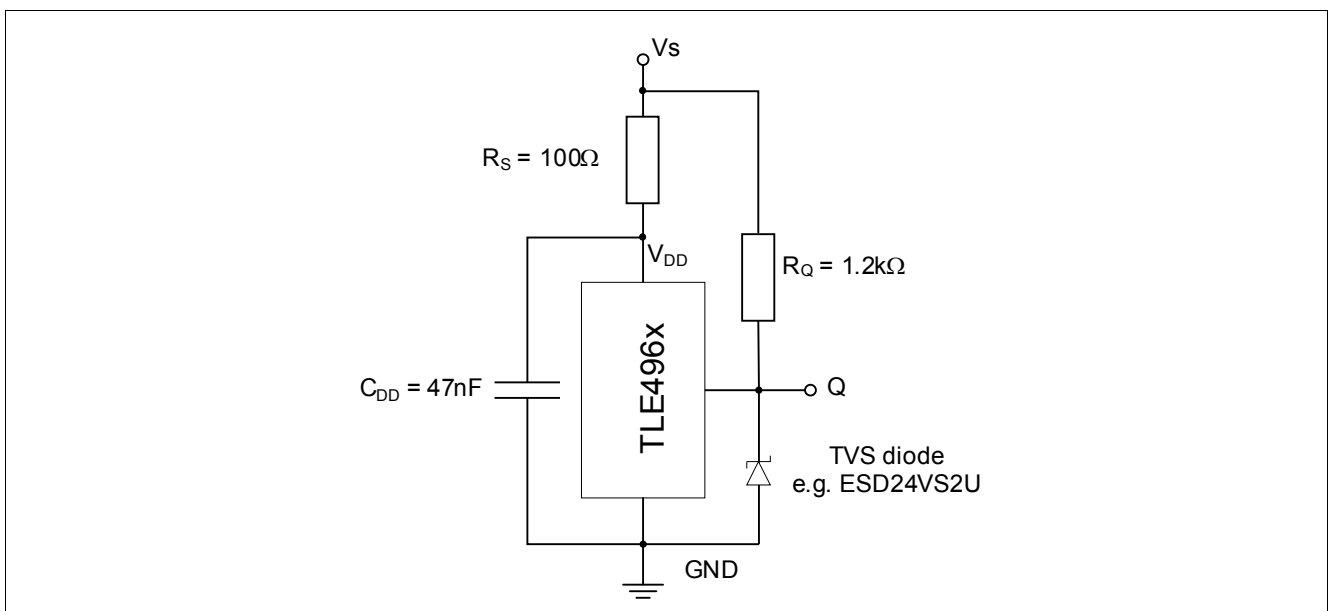 Vs
R_S = 100Ω
V_DD
R_Q = 1.2kΩ
TLE496x
C_DD = 47nF
Q
TVS diode
e.g. ESD24VS2U
GND